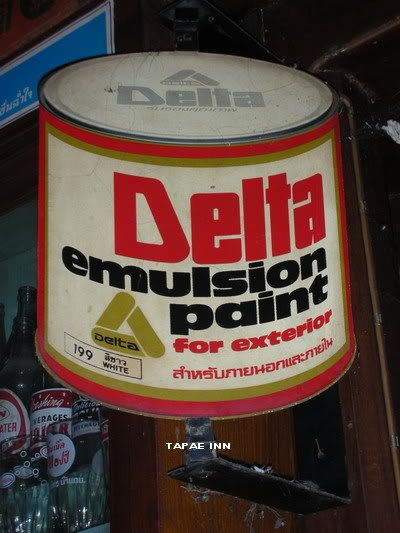 Delta
Delta
emulsion
paint
Delta
for exterior
199 สีขาว
WHITE
สำหรับภายนอกและภายใน
TAPAE INN